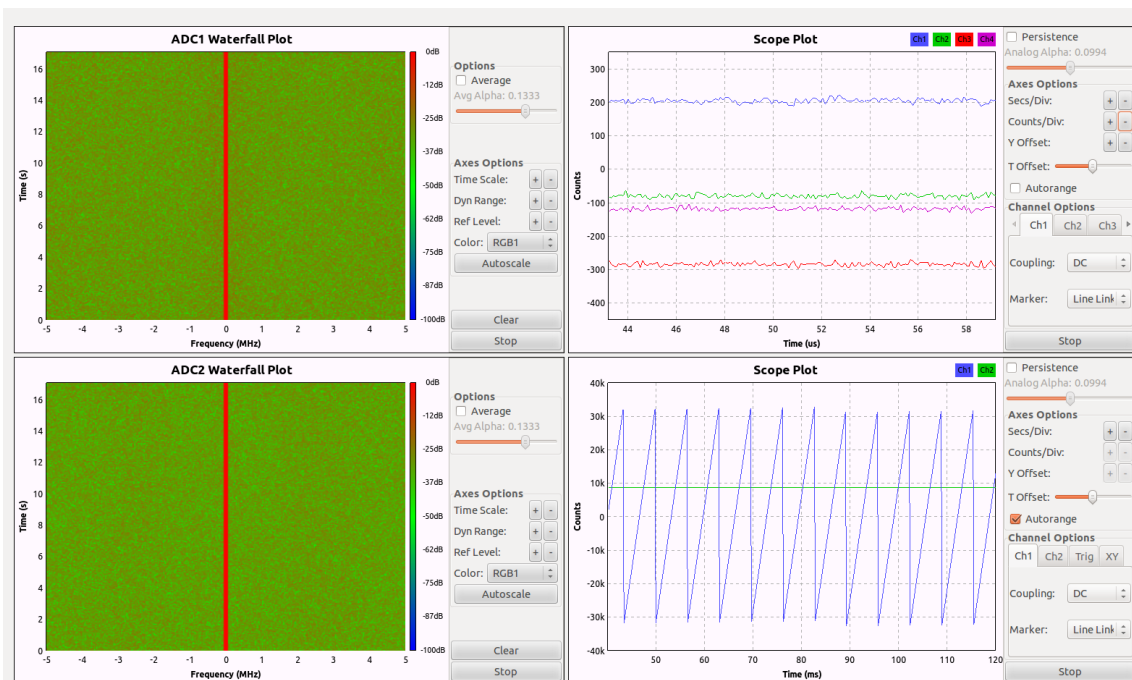 ADC1 Waterfall Plot
16
14
12
10
8
6
4
2
0
Time (s)
-5 -4 -3 -2 -1 0 1 2 3 4 5
Frequency (MHz)
0dB
-12dB
-25dB
-37dB
-50dB
-62dB
-75dB
-87dB
-100dB
Options
Average
Avg Alpha: 0.1333
Axes Options
Time Scale: + -
Dyn Range: + -
Ref Level: + -
Color: RGB1
Autoscale
Clear
Stop
Scope Plot
Ch1 Ch2 Ch3 Ch4
300
200
100
0
-100
-200
-300
-400
Counts
44 46 48 50 52 54 56 58
Time (us)
Persistence
Analog Alpha: 0.0994
Axes Options
Secs/Div: + -
Counts/Div: + -
Y Offset: + -
T Offset:
Autorange
Channel Options
Ch1 Ch2 Ch3
Coupling: DC
Marker: Line Link
Stop
ADC2 Waterfall Plot
16
14
12
10
8
6
4
2
0
Time (s)
-5 -4 -3 -2 -1 0 1 2 3 4 5
Frequency (MHz)
0dB
-12dB
-25dB
-37dB
-50dB
-62dB
-75dB
-87dB
-100dB
Options
Average
Avg Alpha: 0.1333
Axes Options
Time Scale: + -
Dyn Range: + -
Ref Level: + -
Color: RGB1
Autoscale
Clear
Stop
Scope Plot
Ch1 Ch2
40k
30k
20k
10k
0
-10k
-20k
-30k
-40k
Counts
50 60 70 80 90 100 110 120
Time (ms)
Persistence
Analog Alpha: 0.0994
Axes Options
Secs/Div: + -
Counts/Div: + -
Y Offset: + -
T Offset:
Autorange
Channel Options
Ch1 Ch2 Trig XY
Coupling: DC
Marker: Line Link
Stop